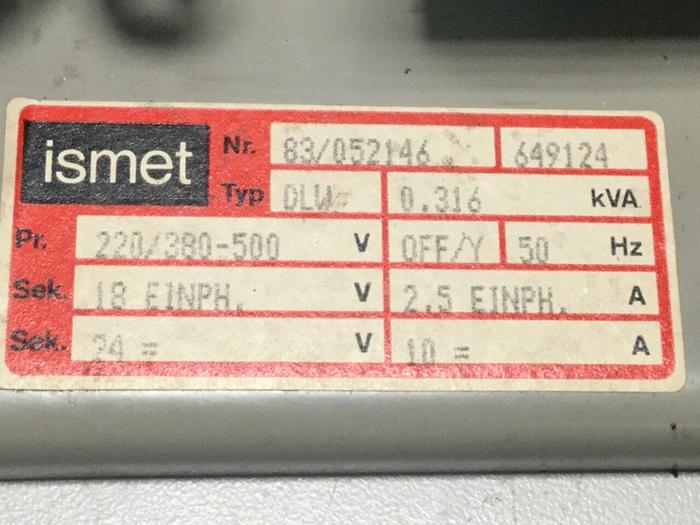 ismet Nr. 83/052146 649124
Typ DLW= 0.316 kVA
Pr. 220/380-500 V OFF/Y 50 Hz
Sek. 18 EINPH. V 2.5 EINPH. A
Sek. 24 = V 10 = A